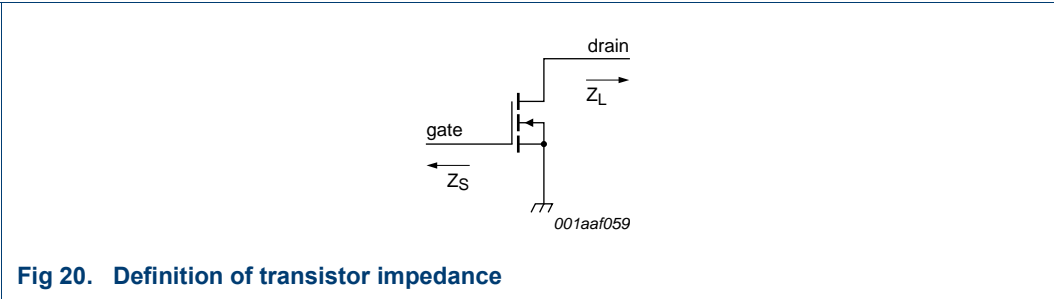 drain
Z_L
gate
Z_S
001aaf059
Fig 20. Definition of transistor impedance